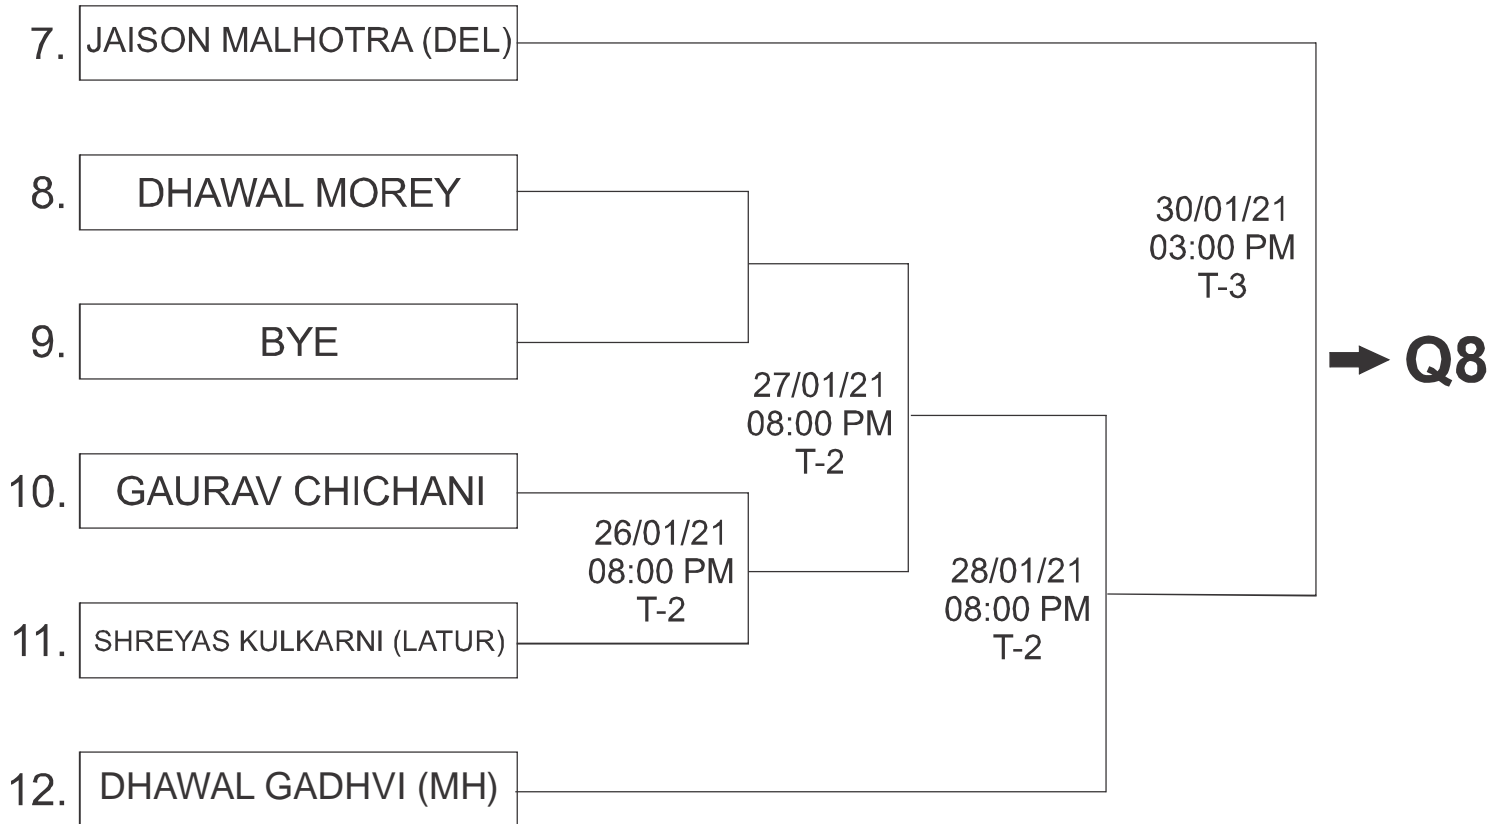 7. JAISON MALHOTRA (DEL)
8. DHAWAL MOREY
30/01/21
03:00 PM
T-3
9. BYE
Q8
27/01/21
08:00 PM
T-2
10. GAURAV CHICHANI
26/01/21
08:00 PM
T-2
28/01/21
08:00 PM
T-2
11. SHREYAS KULKARNI (LATUR)
12. DHAWAL GADHVI (MH)